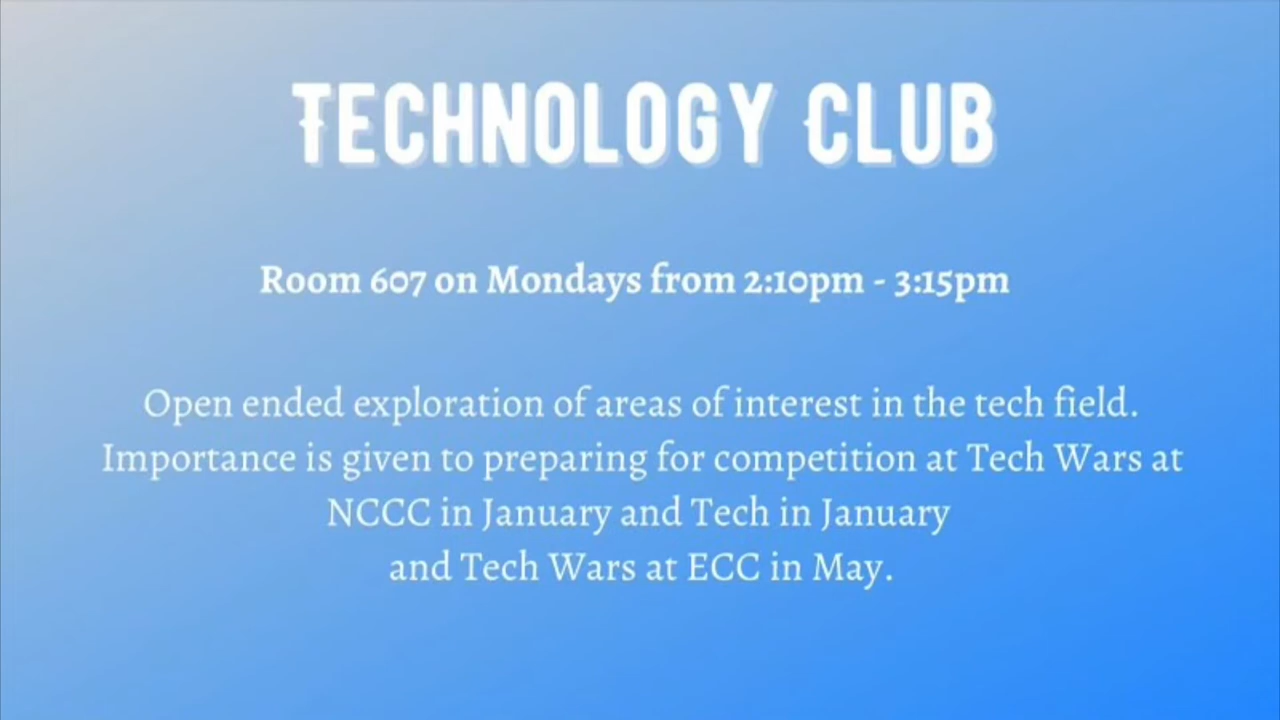 TECHNOLOGY CLUB
Room 607 on Mondays from 2:10pm - 3:15pm
Open ended exploration of areas of interest in the tech field.
Importance is given to preparing for competition at Tech Wars at
NCCC in January and Tech in January
and Tech Wars at ECC in May.